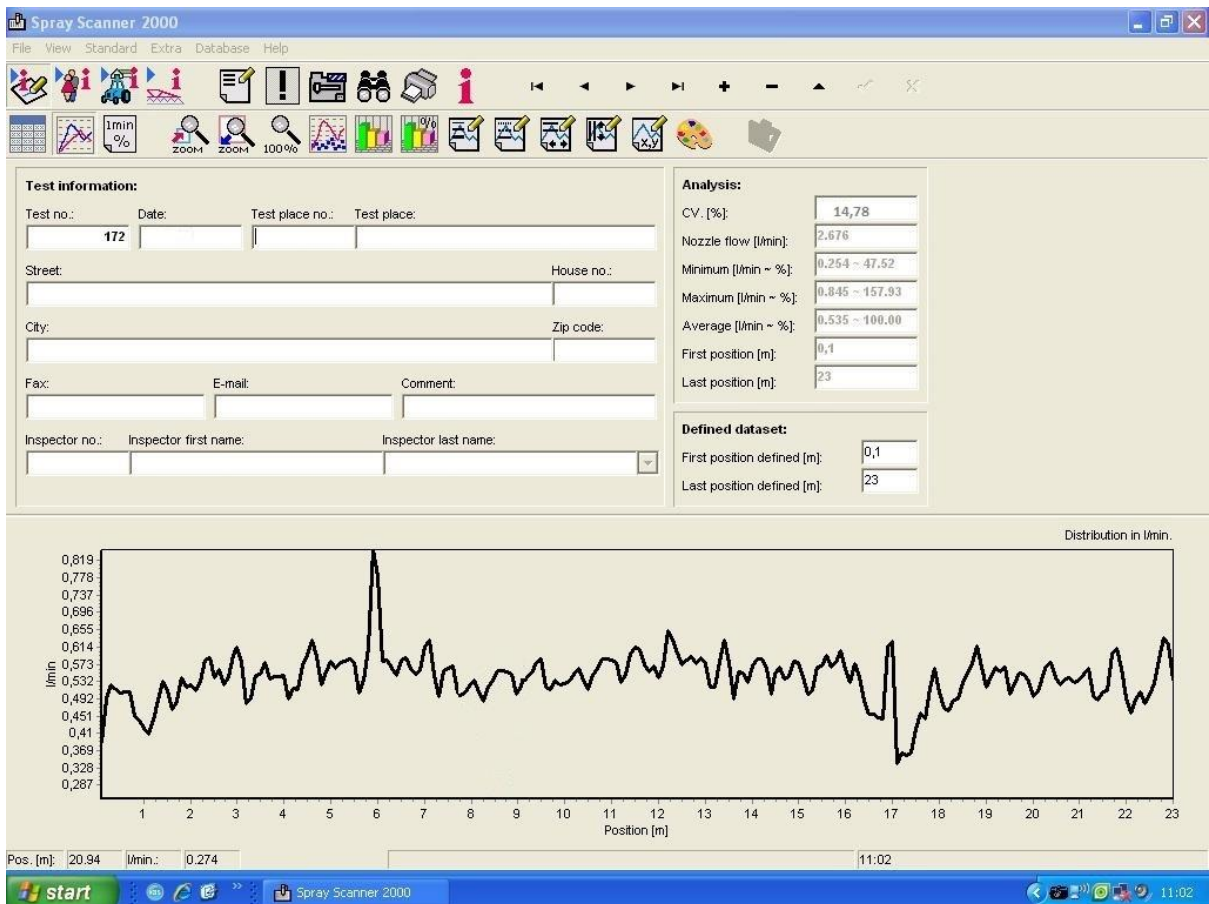 Spray Scanner 2000
File View Standard Extra Database Help
1min
%
ZOOM ZOOM 100% % x,y
Test information:
Test no.: Date: Test place no.: Test place:
172
Street: House no.:
City: Zip code:
Fax: E-mail: Comment:
Inspector no.: Inspector first name: Inspector last name:
Analysis:
CV. [%]: 14,78
Nozzle flow [l/min]: 2.676
Minimum [l/min ~ %]: 0.254 ~ 47.52
Maximum [l/min ~ %]: 0.845 ~ 157.93
Average [l/min ~ %]: 0.535 ~ 100.00
First position [m]: 0,1
Last position [m]: 23
Defined dataset:
First position defined [m]: 0,1
Last position defined [m]: 23
Distribution in l/min.
0,819
0,778
0,737
0,696
0,655
0,614
0,573
0,532
0,492
0,451
0,41
0,369
0,328
0,287
l/min
1 2 3 4 5 6 7 8 9 10 11 12 13 14 15 16 17 18 19 20 21 22 23
Position [m]
Pos. [m]: 20.94 l/min.: 0.274 11:02
start Spray Scanner 2000 11:02